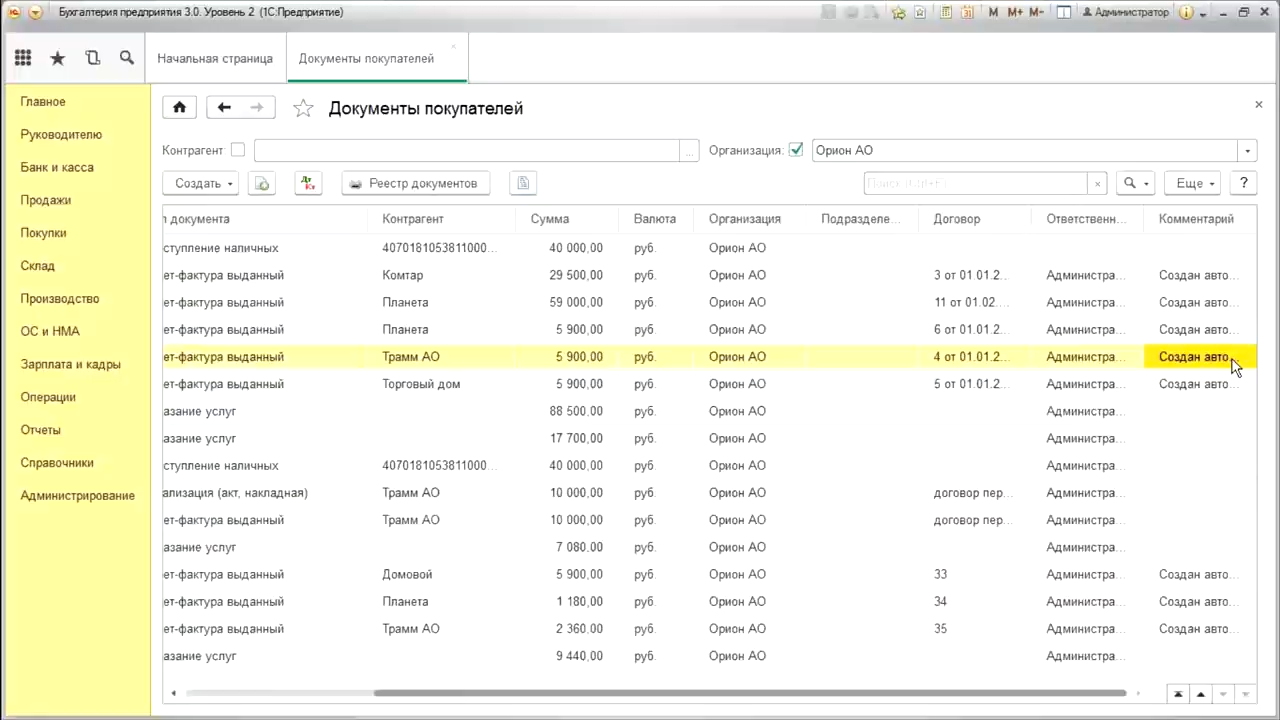 Бухгалтерия предприятия 3.0. Уровень 2 (1С:Предприятие)
M M+ M- Администратор
Начальная страница Документы покупателей
Главное
Руководителю
Банк и касса
Продажи
Покупки
Склад
Производство
ОС и НМА
Зарплата и кадры
Операции
Отчеты
Справочники
Администрирование
Документы покупателей
Контрагент: Организация: Орион АО
Создать Реестр документов Поиск (Ctrl+F) Еще ?
п документа Контрагент Сумма Валюта Организация Подразделе... Договор Ответственн... Комментарий
ступление наличных 4070181053811000... 40 000,00 руб. Орион АО
ет-фактура выданный Комтар 29 500,00 руб. Орион АО 3 от 01.01.2... Администра... Создан авто...
ет-фактура выданный Планета 59 000,00 руб. Орион АО 11 от 01.02.... Администра... Создан авто...
ет-фактура выданный Планета 5 900,00 руб. Орион АО 6 от 01.01.2... Администра... Создан авто...
ет-фактура выданный Трамм АО 5 900,00 руб. Орион АО 4 от 01.01.2... Администра... Создан авто...
ет-фактура выданный Торговый дом 5 900,00 руб. Орион АО 5 от 01.01.2... Администра... Создан авто...
азание услуг 88 500,00 руб. Орион АО Администра...
азание услуг 17 700,00 руб. Орион АО Администра...
ступление наличных 4070181053811000... 40 000,00 руб. Орион АО Администра...
ализация (акт, накладная) Трамм АО 10 000,00 руб. Орион АО договор пер... Администра...
ет-фактура выданный Трамм АО 10 000,00 руб. Орион АО договор пер... Администра...
азание услуг 7 080,00 руб. Орион АО Администра...
ет-фактура выданный Домовой 5 900,00 руб. Орион АО 33 Администра... Создан авто...
ет-фактура выданный Планета 1 180,00 руб. Орион АО 34 Администра... Создан авто...
ет-фактура выданный Трамм АО 2 360,00 руб. Орион АО 35 Администра... Создан авто...
азание услуг 9 440,00 руб. Орион АО Администра...